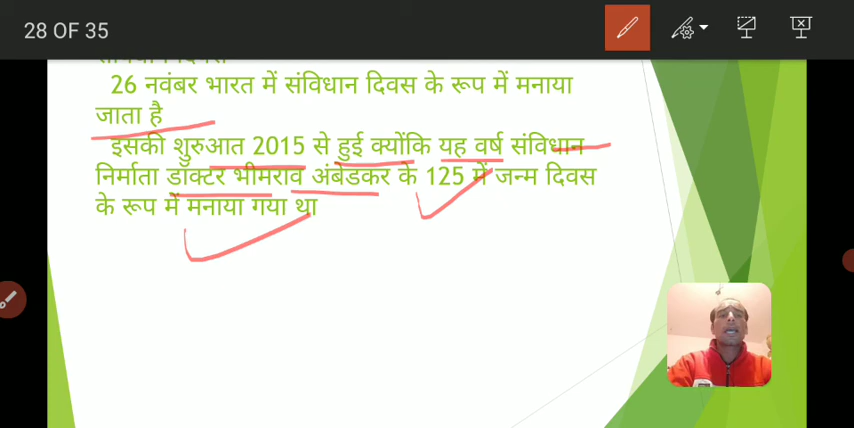 28 OF 35
26 नवंबर भारत में संविधान दिवस के रूप में मनाया
जाता है
इसकी शुरुआत 2015 से हुई क्योंकि यह वर्ष संविधान
निर्माता डॉक्टर भीमराव अंबेडकर के 125 में जन्म दिवस
के रूप में मनाया गया था